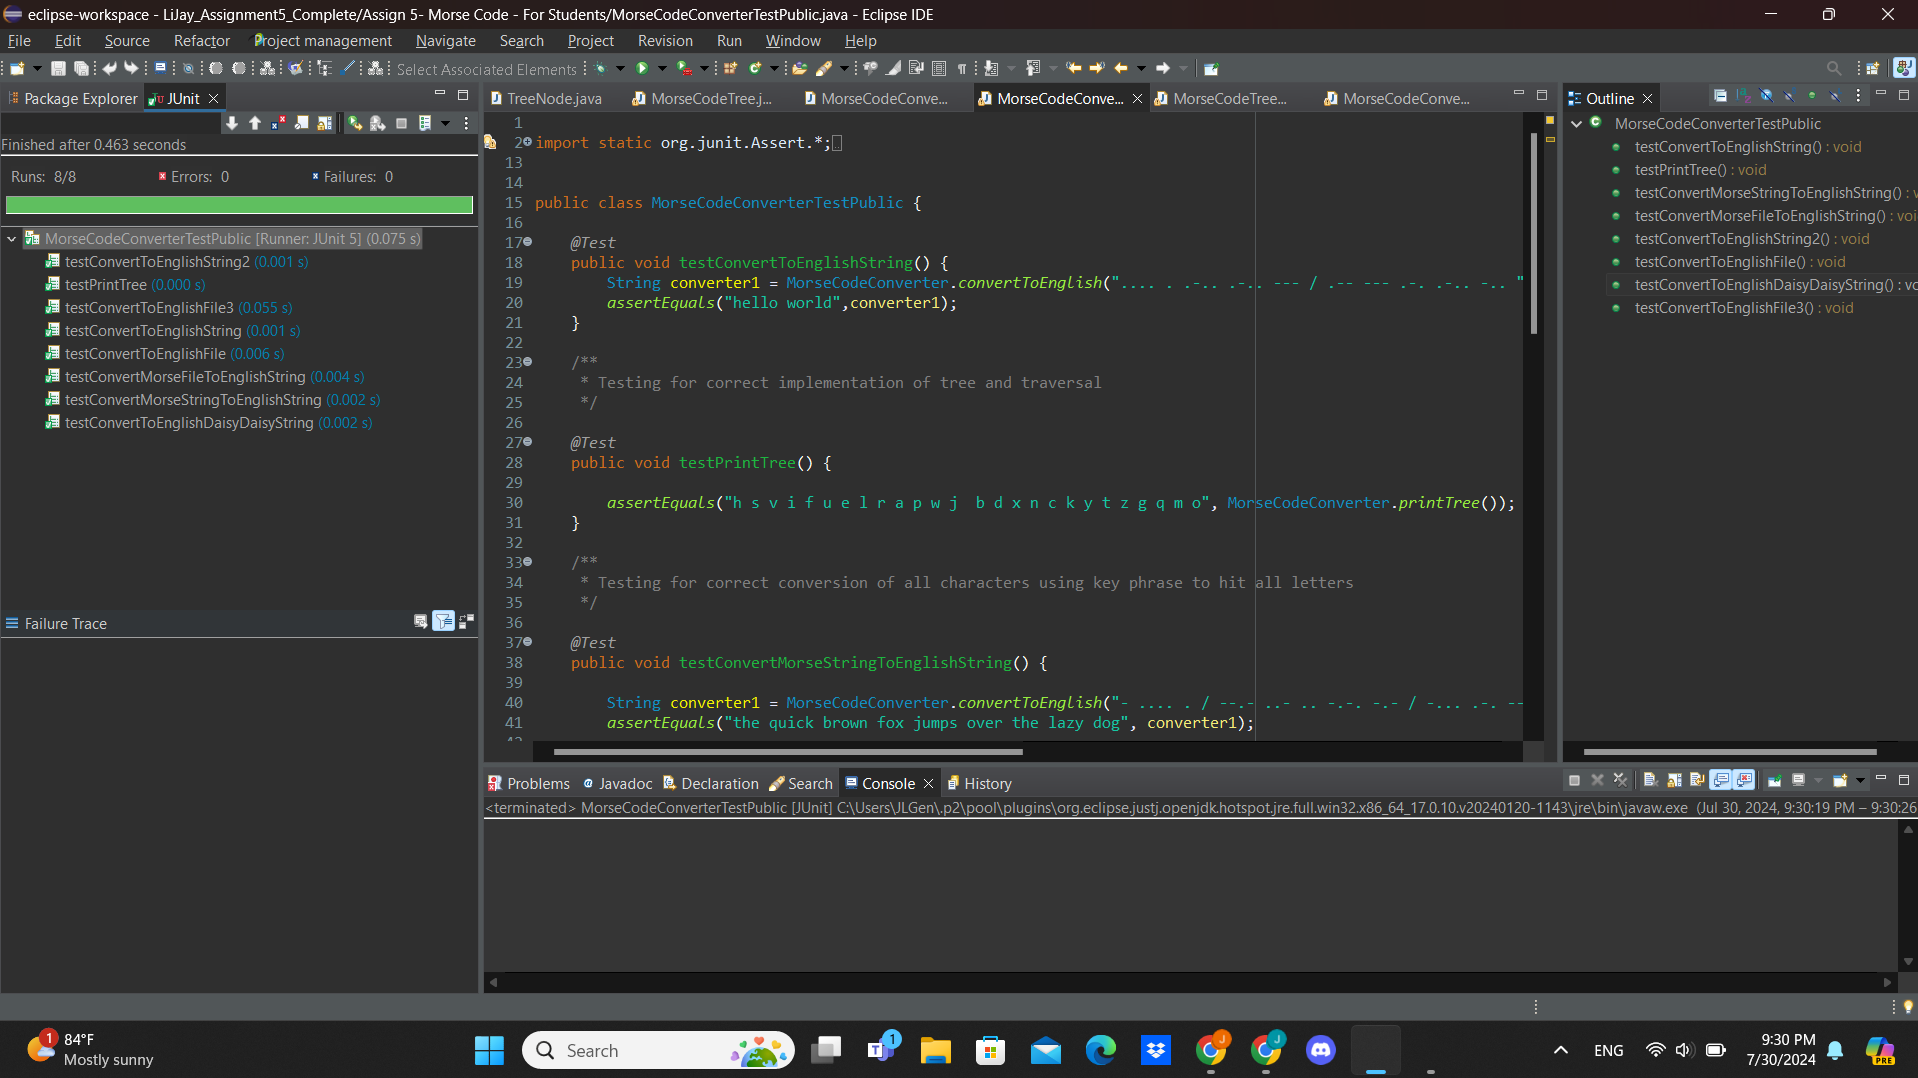 eclipse-workspace - LiJay_Assignment5_Complete/Assign 5- Morse Code - For Students/MorseCodeConverterTestPublic.java - Eclipse IDE
File Edit Source Refactor Project management Navigate Search Project Revision Run Window Help
Select Associated Elements
Package Explorer
JUnit
Finished after 0.463 seconds
Runs: 8/8 Errors: 0 Failures: 0
MorseCodeConverterTestPublic [Runner: JUnit 5] (0.075 s)
testConvertToEnglishString2 (0.001 s)
testPrintTree (0.000 s)
testConvertToEnglishFile3 (0.055 s)
testConvertToEnglishString (0.001 s)
testConvertToEnglishFile (0.006 s)
testConvertMorseFileToEnglishString (0.004 s)
testConvertMorseStringToEnglishString (0.002 s)
testConvertToEnglishDaisyDaisyString (0.002 s)
Failure Trace
TreeNode.java MorseCodeTree.j... MorseCodeConve... MorseCodeConve... MorseCodeTree... MorseCodeConve...
1
2 import static org.junit.Assert.*;
13
14
15 public class MorseCodeConverterTestPublic {
16
17 @Test
18 public void testConvertToEnglishString() {
19 String converter1 = MorseCodeConverter.convertToEnglish(".... . .-.. .-.. --- / .-- --- .-. .-.. -.. "
20 assertEquals("hello world",converter1);
21 }
22
23 /**
24 * Testing for correct implementation of tree and traversal
25 */
26
27 @Test
28 public void testPrintTree() {
29
30 assertEquals("h s v i f u e l r a p w j  b d x n c k y t z g q m o", MorseCodeConverter.printTree());
31 }
32
33 /**
34 * Testing for correct conversion of all characters using key phrase to hit all letters
35 */
36
37 @Test
38 public void testConvertMorseStringToEnglishString() {
39
40 String converter1 = MorseCodeConverter.convertToEnglish("- .... . / --.- ..- .. -.-. -.- / -... .-. --
41 assertEquals("the quick brown fox jumps over the lazy dog", converter1);
Outline
MorseCodeConverterTestPublic
testConvertToEnglishString() : void
testPrintTree() : void
testConvertMorseStringToEnglishString() : v
testConvertMorseFileToEnglishString() : voi
testConvertToEnglishString2() : void
testConvertToEnglishFile() : void
testConvertToEnglishDaisyDaisyString() : vo
testConvertToEnglishFile3() : void
Problems Javadoc Declaration Search Console History
<terminated> MorseCodeConverterTestPublic [JUnit] C:\Users\JLGen\.p2\pool\plugins\org.eclipse.justj.openjdk.hotspot.jre.full.win32.x86_64_17.0.10.v20240120-1143\jre\bin\javaw.exe (Jul 30, 2024, 9:30:19 PM – 9:30:26
1
84°F
Mostly sunny
Search
1
J
J
ENG
9:30 PM
7/30/2024
PRE